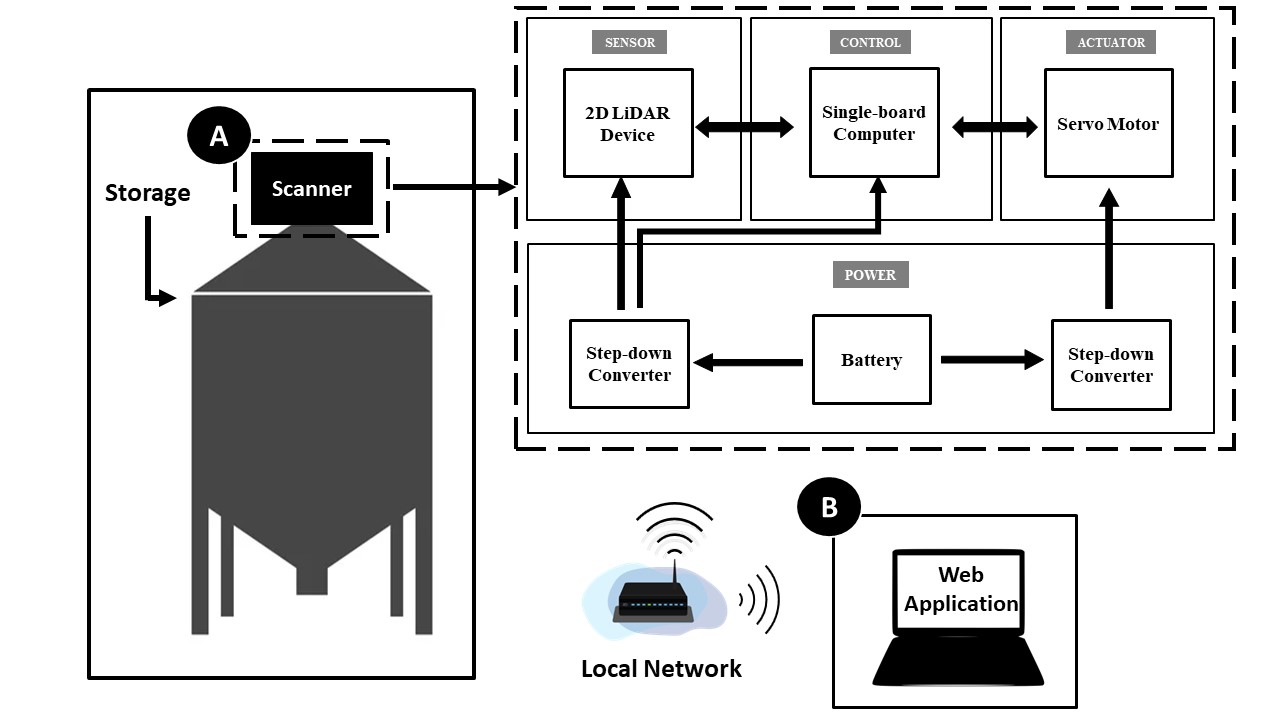 A
Storage
Scanner
SENSOR
CONTROL
ACTUATOR
2D LiDAR
Device
Single-board
Computer
Servo Motor
POWER
Step-down
Converter
Battery
Step-down
Converter
Local Network
B
Web
Application